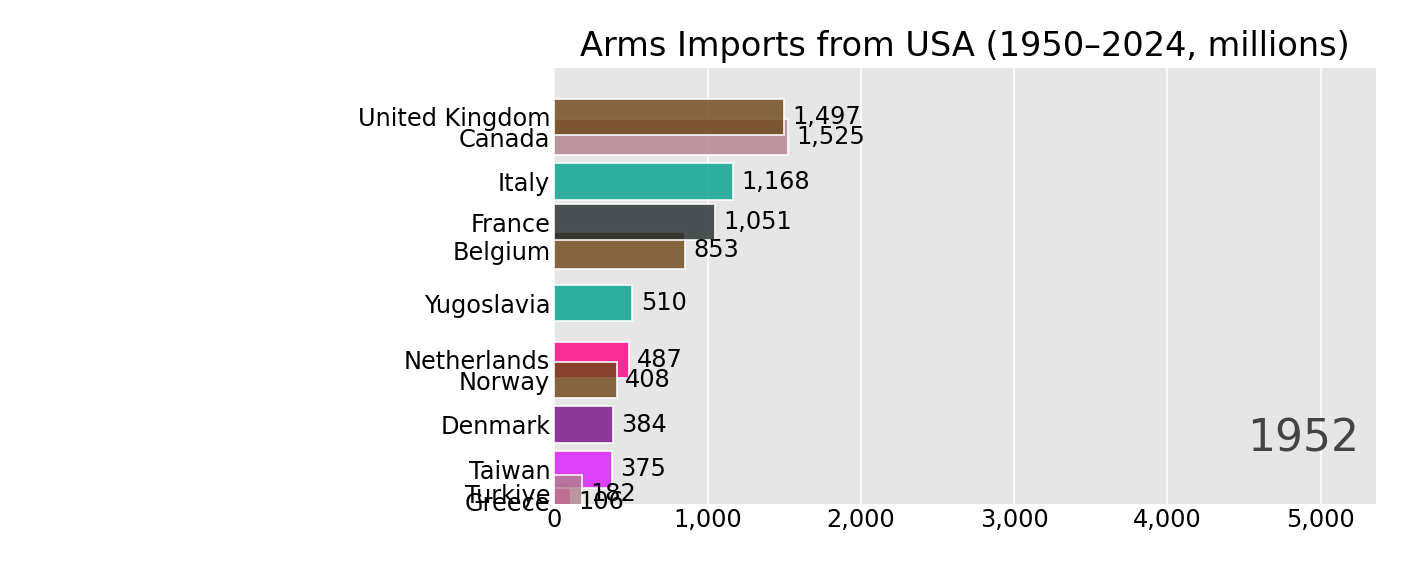 Arms Imports from USA (1950–2024, millions)
United Kingdom 1,497
Canada 1,525
Italy 1,168
France 1,051
Belgium 853
Yugoslavia 510
Netherlands 487
Norway 408
Denmark 384
1952
Taiwan 375
Turkiye 182
Greece 106
0 1,000 2,000 3,000 4,000 5,000